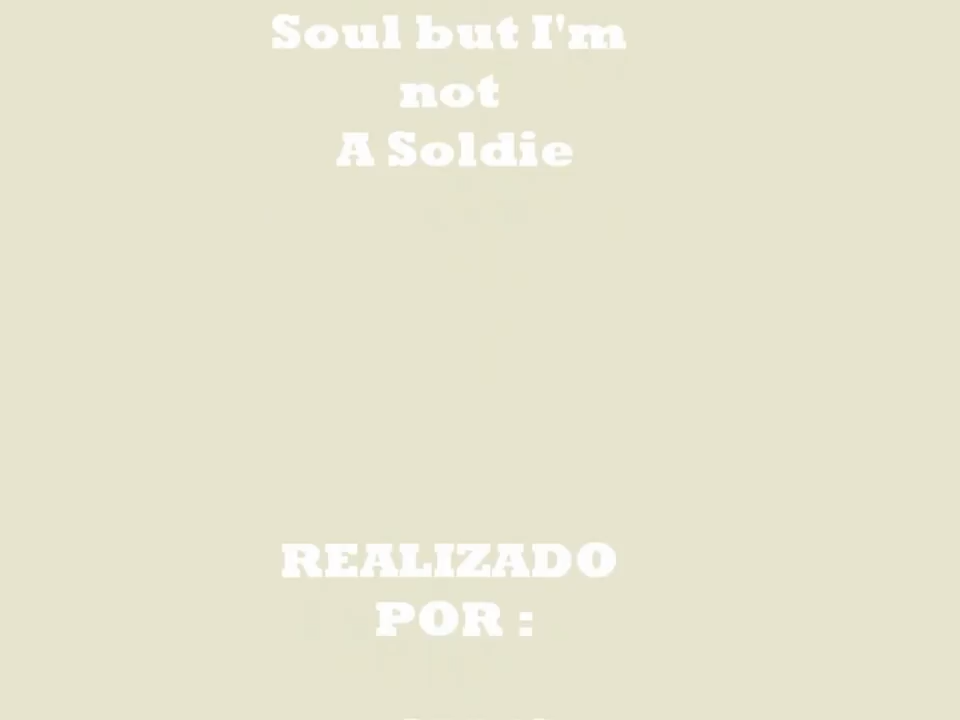 Soul but I'm
not
A Soldie
REALIZADO
POR :